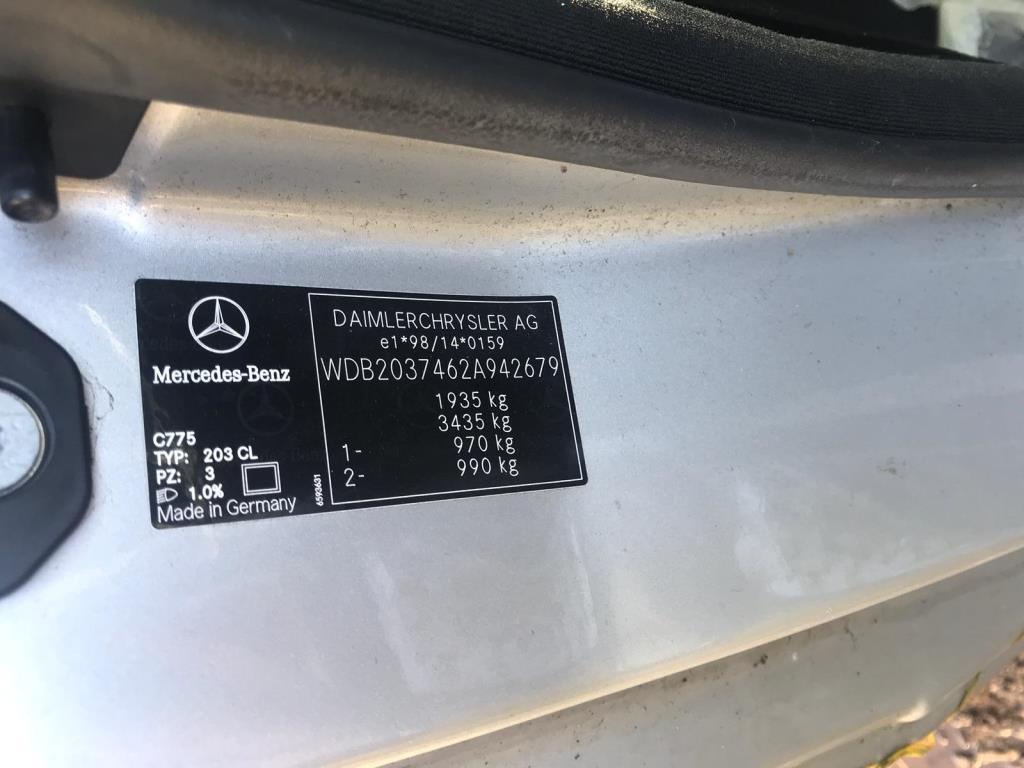 Mercedes-Benz
C775
TYP: 203 CL
PZ: 3
1.0%
Made in Germany
6593631
DAIMLERCHRYSLER AG
e1*98/14*0159
WDB2037462A942679
1935 kg
3435 kg
1- 970 kg
2- 990 kg